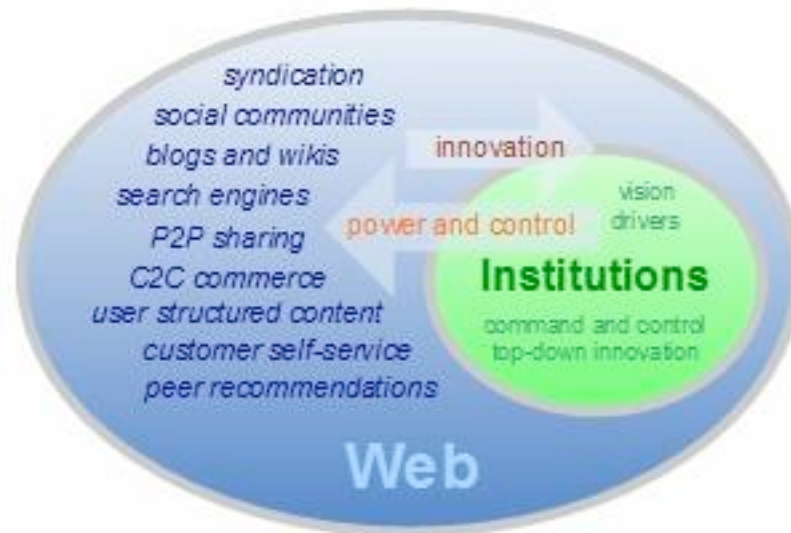 syndication
social communities
blogs and wikis
search engines
P2P sharing
C2C commerce
user structured content
customer self-service
peer recommendations
innovation
power and control
vision
drivers
Institutions
command and control
top-down innovation
Web